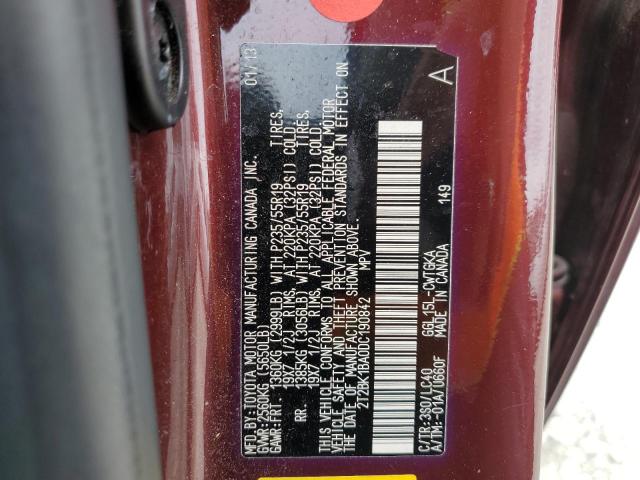 MFD.BY:TOYOTA MOTOR MANUFACTURING CANADA INC. 01/13
GVWR:2560KG(5650LB)
GAWR:FRT. 1360KG(2999LB)WITH P235/55R19 TIRES,
19X7 1/2J RIMS, AT 220KPA(32PSI)COLD.
RR. 1385KG(3056LB)WITH P235/55R19 TIRES,
19X7 1/2J RIMS, AT 220KPA(32PSI)COLD.
THIS VEHICLE CONFORMS TO ALL APPLICABLE FEDERAL MOTOR
VEHICLE SAFETY AND THEFT PREVENTION STANDARDS IN EFFECT ON
THE DATE OF MANUFACTURE SHOWN ABOVE.
2T2BK1BA0DC190842 MPV
A
C/TR:3S0/LC40 GGL15L-CWTGKA 149
A/TM:-01A/U660F MADE IN CANADA